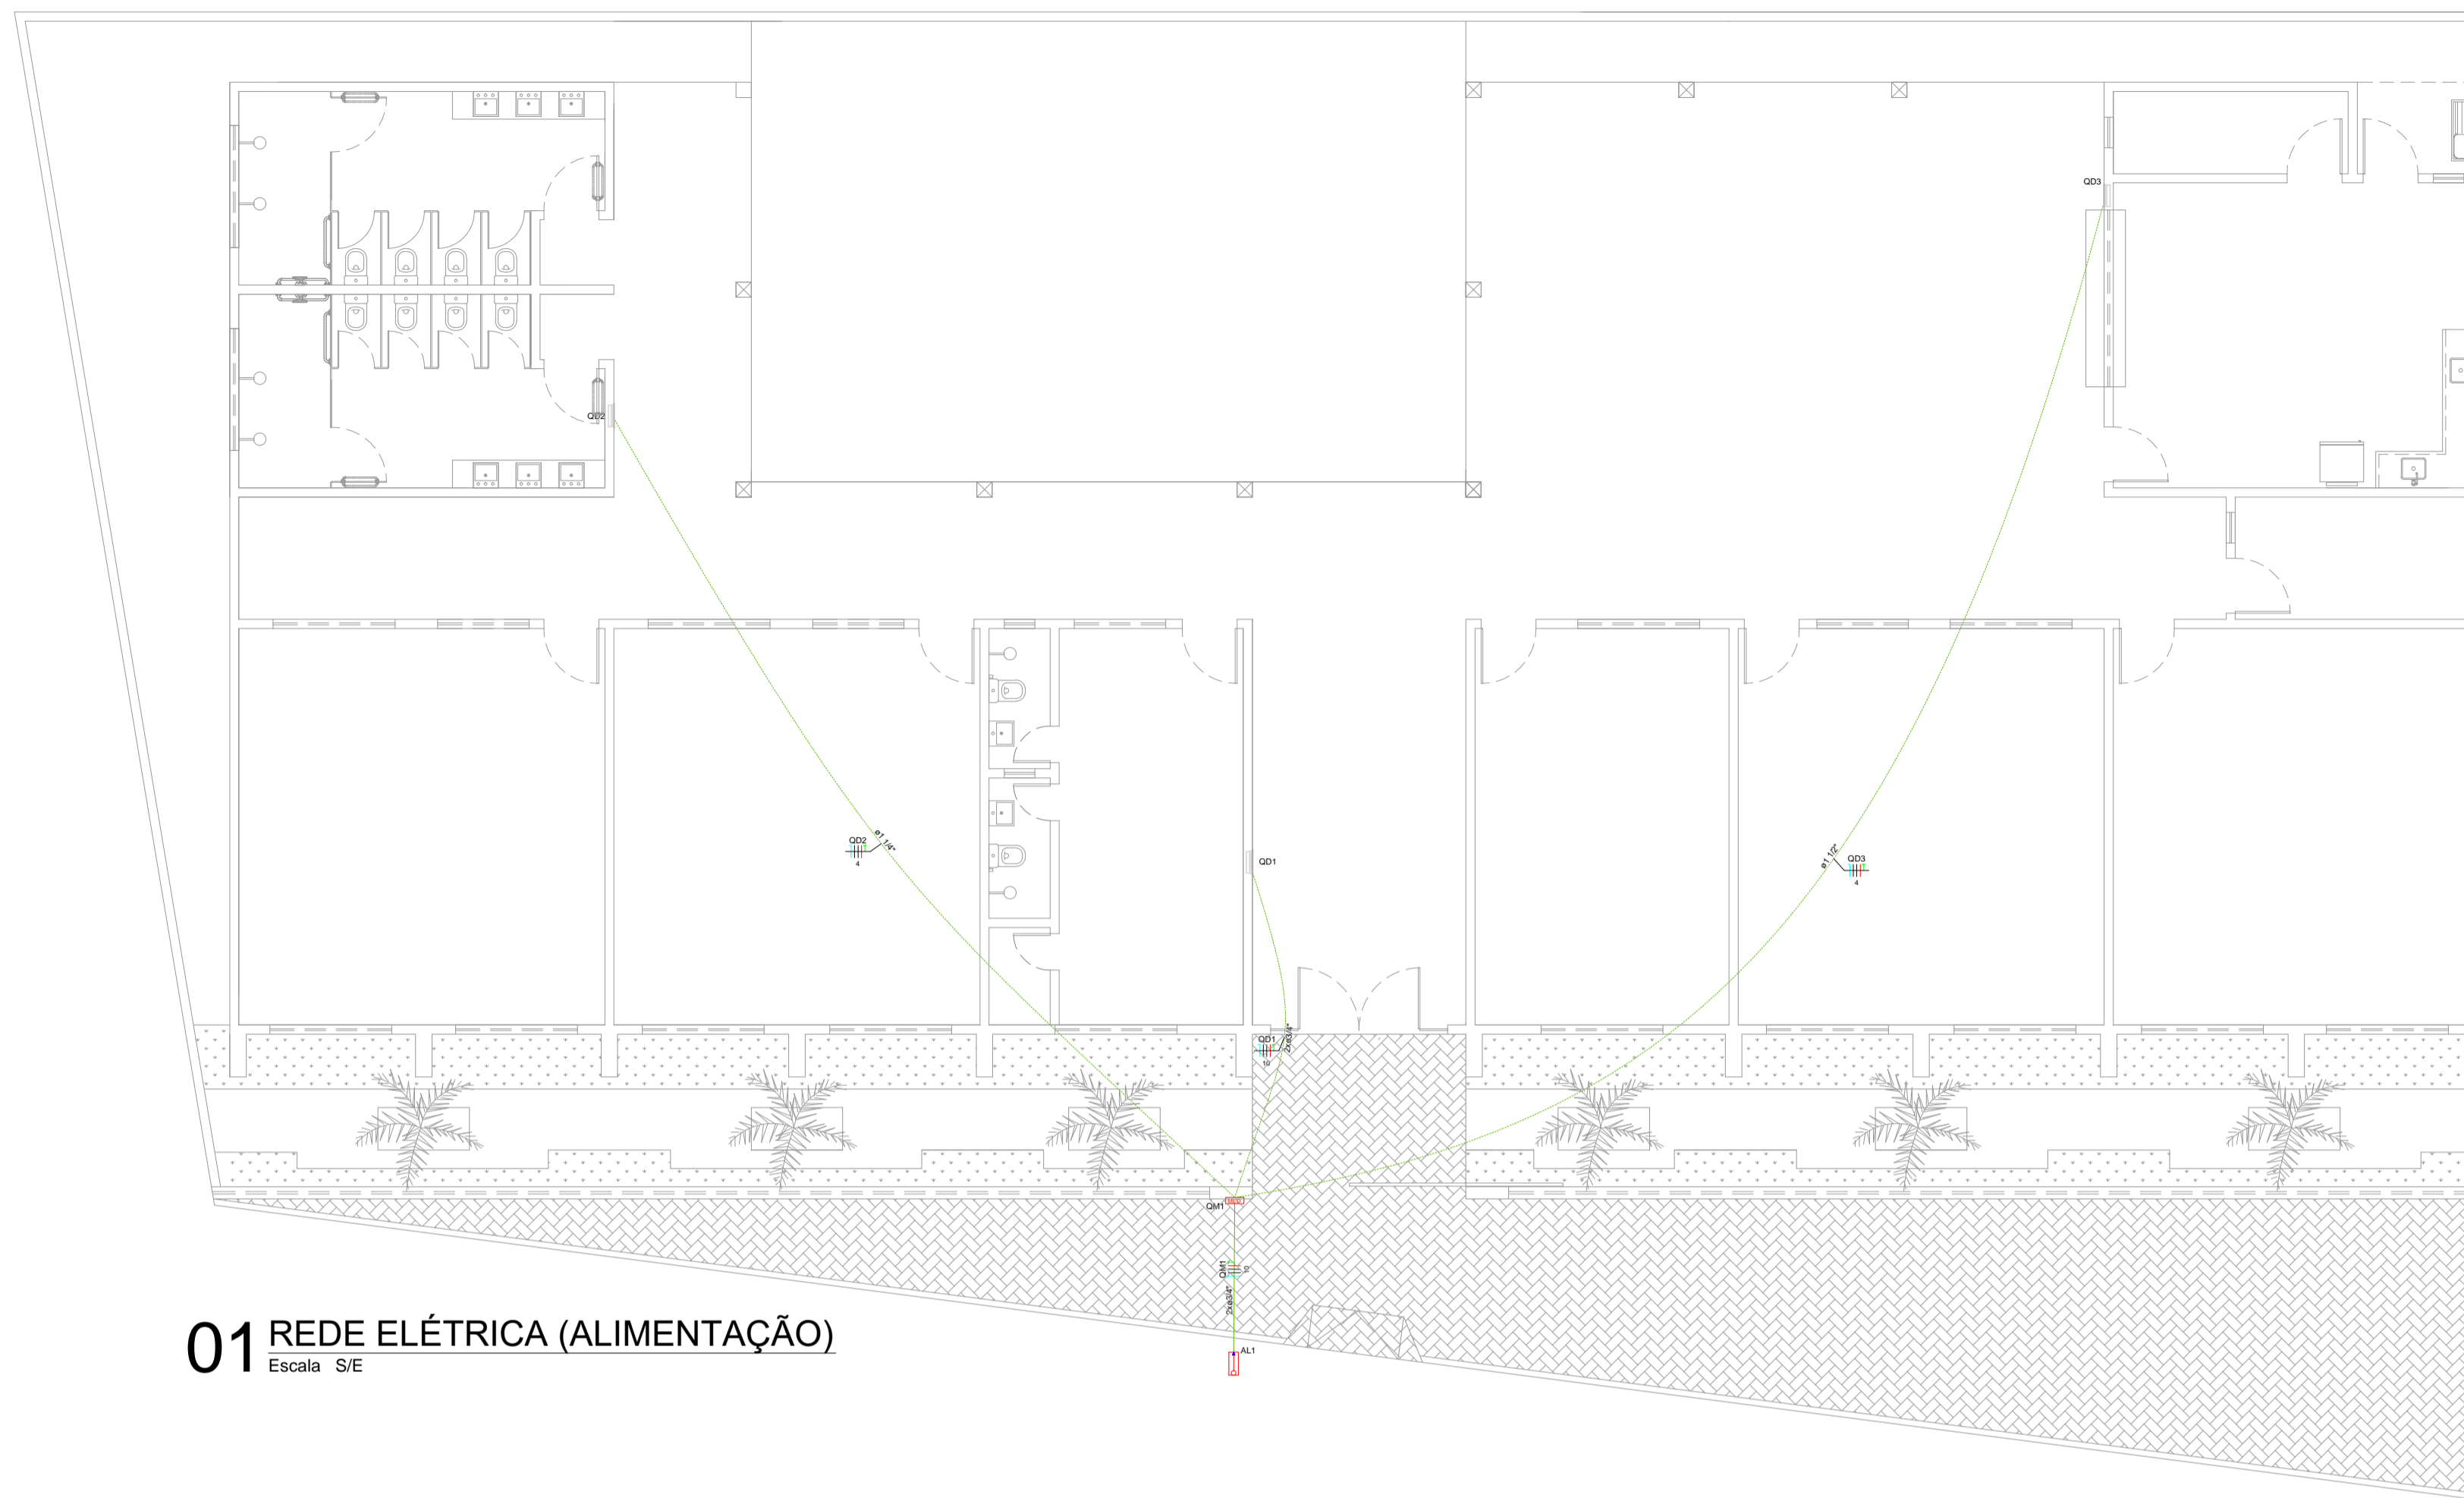 QD3
QD2
QD2
4
ø1 1/4"
QD1
ø1 1/2"
QD3
4
QD1
10
2xø3/4"
QM1
QM1
10
2xø3/4"
AL1
01 REDE ELÉTRICA (ALIMENTAÇÃO)
Escala S/E